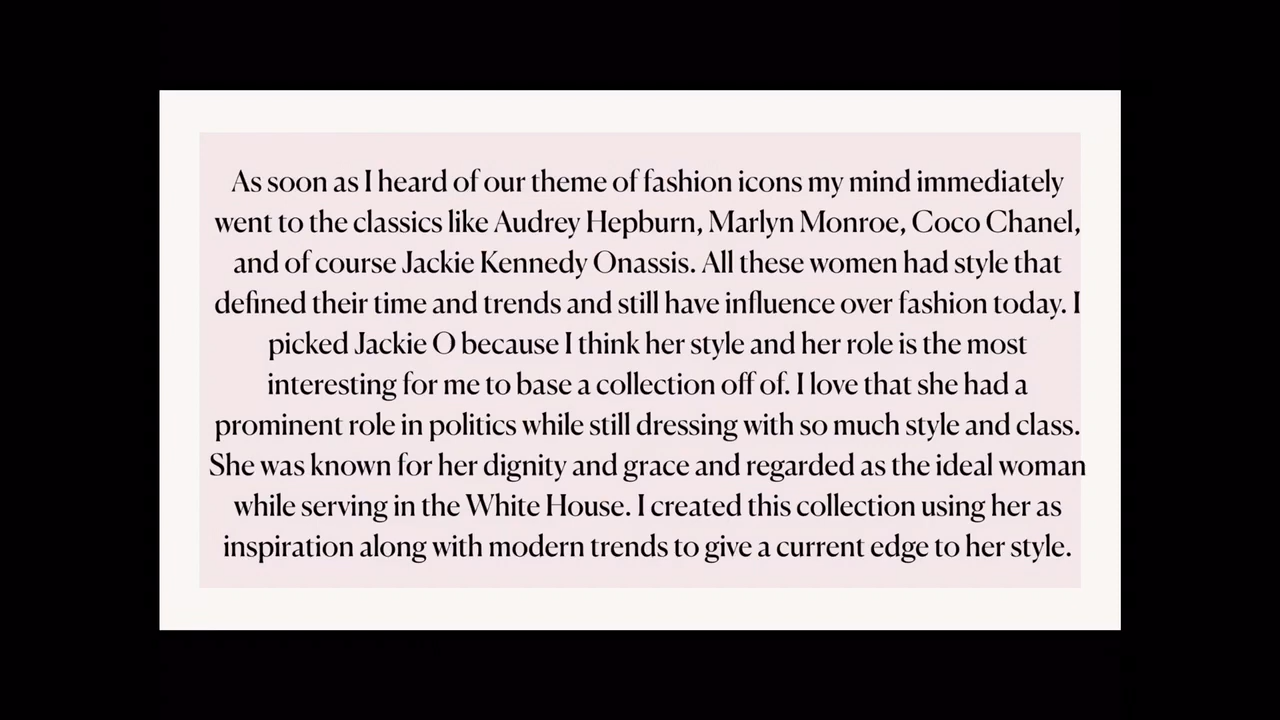 As soon as I heard of our theme of fashion icons my mind immediately
went to the classics like Audrey Hepburn, Marlyn Monroe, Coco Chanel,
and of course Jackie Kennedy Onassis. All these women had style that
defined their time and trends and still have influence over fashion today. I
picked Jackie O because I think her style and her role is the most
interesting for me to base a collection off of. I love that she had a
prominent role in politics while still dressing with so much style and class.
She was known for her dignity and grace and regarded as the ideal woman
while serving in the White House. I created this collection using her as
inspiration along with modern trends to give a current edge to her style.